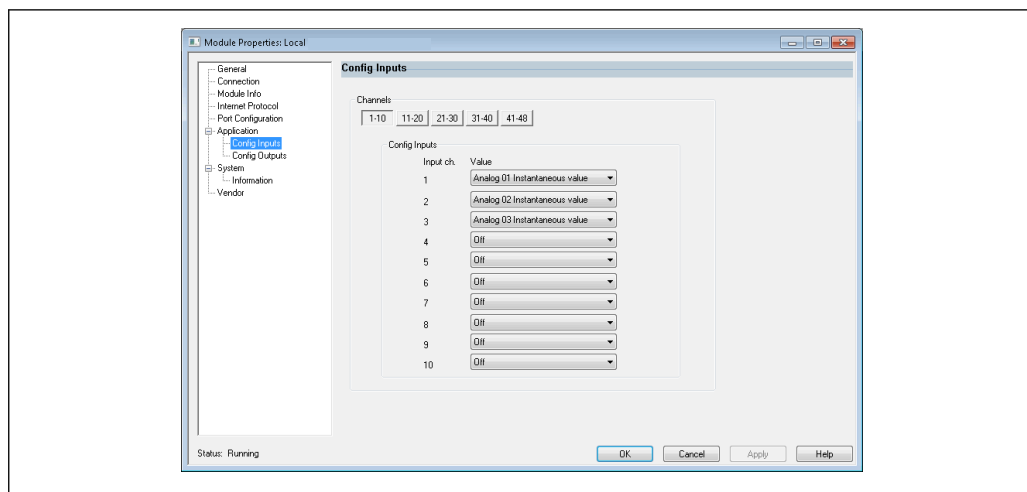 Module Properties: Local
General
Connection
Module Info
Internet Protocol
Port Configuration
Application
Config Inputs
Config Outputs
System
Information
Vendor
Config Inputs
Channels
1-10 11-20 21-30 31-40 41-48
Config Inputs
Input ch. Value
1 Analog 01 Instantaneous value
2 Analog 02 Instantaneous value
3 Analog 03 Instantaneous value
4 Off
5 Off
6 Off
7 Off
8 Off
9 Off
10 Off
Status: Running
OK Cancel Apply Help